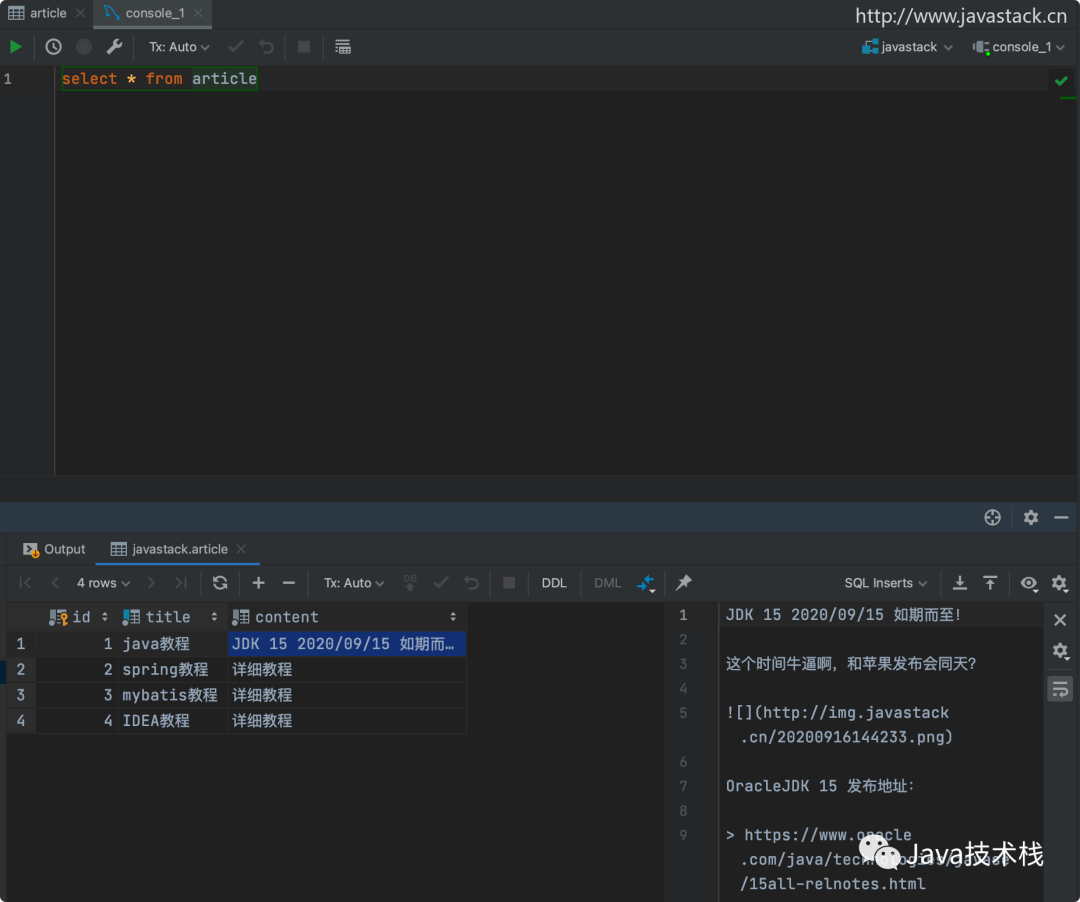 article
console_1
http://www.javastack.cn
Tx: Auto
javastack
console_1
1
select * from article
Output
javastack.article
4 rows
Tx: Auto
DB
DDL
DML
SQL Inserts
id
title
content
1
1
java教程
JDK 15 2020/09/15 如期而…
2
2
spring教程
详细教程
3
3
mybatis教程
详细教程
4
4
IDEA教程
详细教程
1
JDK 15 2020/09/15 如期而至！
2
3
这个时间牛逼啊，和苹果发布会同天？
4
5
![](http://img.javastack
.cn/20200916144233.png)
6
7
OracleJDK 15 发布地址：
8
9
> https://www.oracle
.com/java/technologies/javase
/15all-relnotes.html
Java技术栈